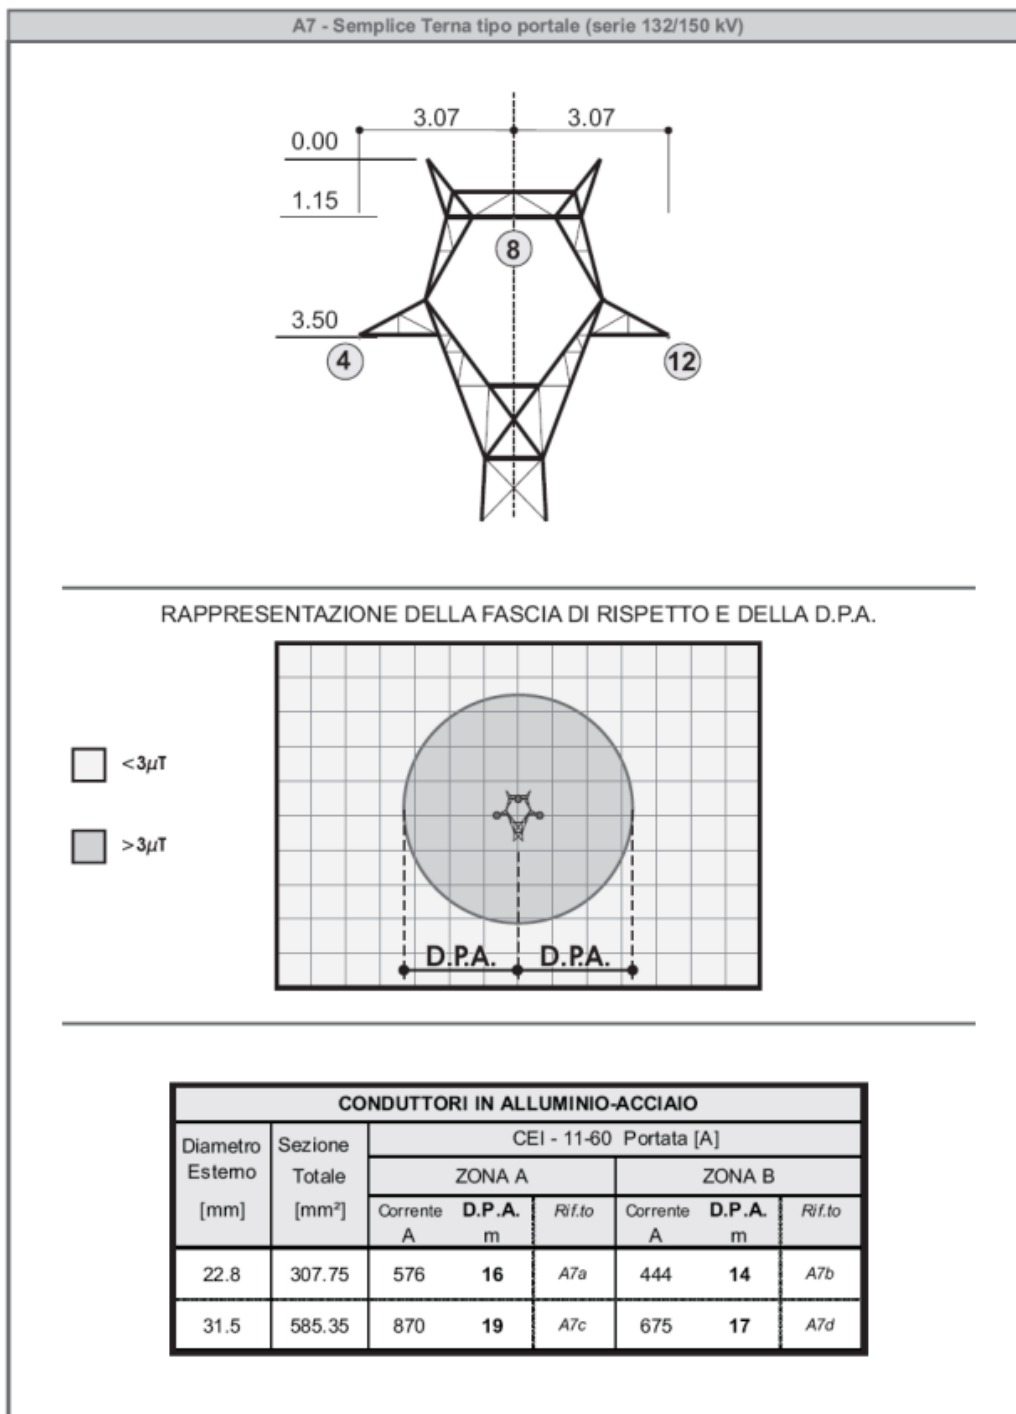 A7 - Semplice Terna tipo portale (serie 132/150 kV)
3.07 3.07
0.00
1.15
8
3.50
4 12
RAPPRESENTAZIONE DELLA FASCIA DI RISPETTO E DELLA D.P.A.
<3μT
>3μT
D.P.A. D.P.A.
CONDUTTORI IN ALLUMINIO-ACCIAIO
Diametro Esterno [mm] Sezione Totale [mm²] CEI - 11-60 Portata [A]
ZONA A ZONA B
Corrente A D.P.A. m Rif.to Corrente A D.P.A. m Rif.to
22.8 307.75 576 16 A7a 444 14 A7b
31.5 585.35 870 19 A7c 675 17 A7d